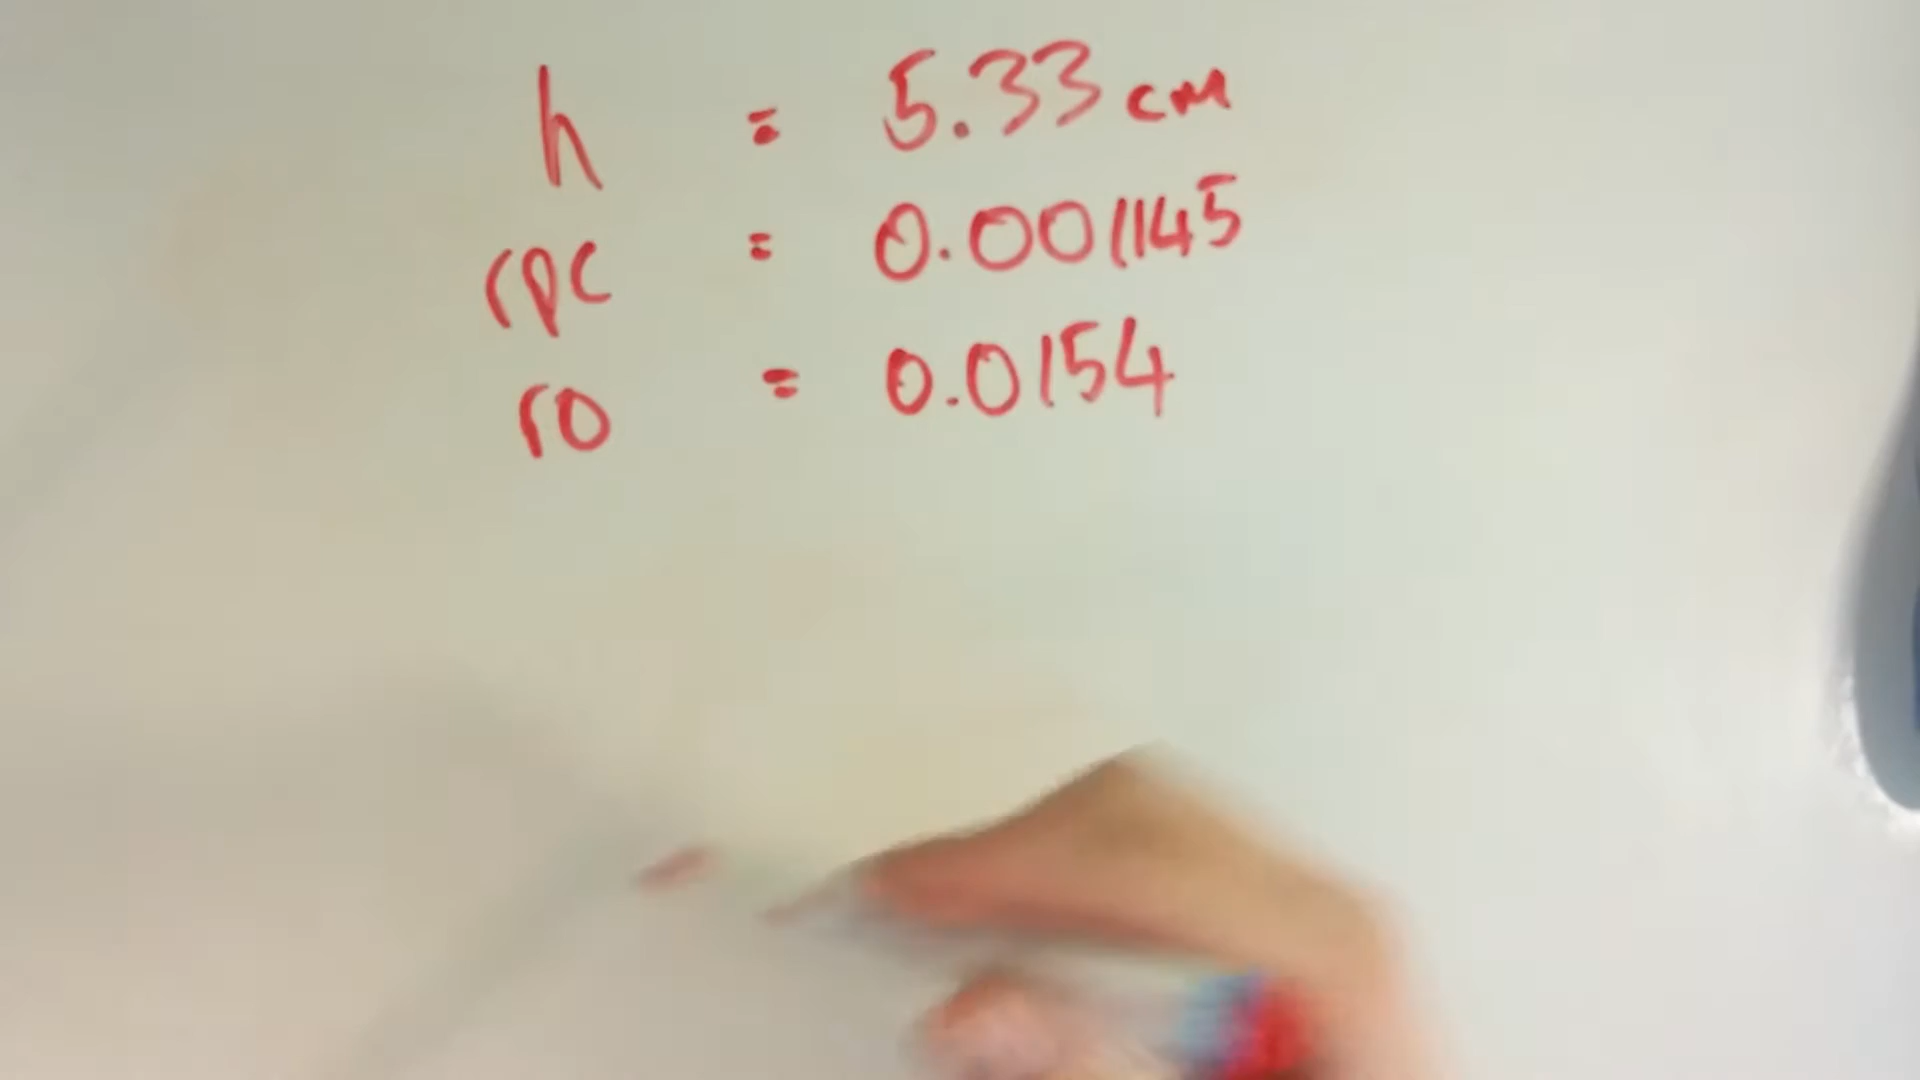 h = 5.33 cm
rpc = 0.001145
ro = 0.0154